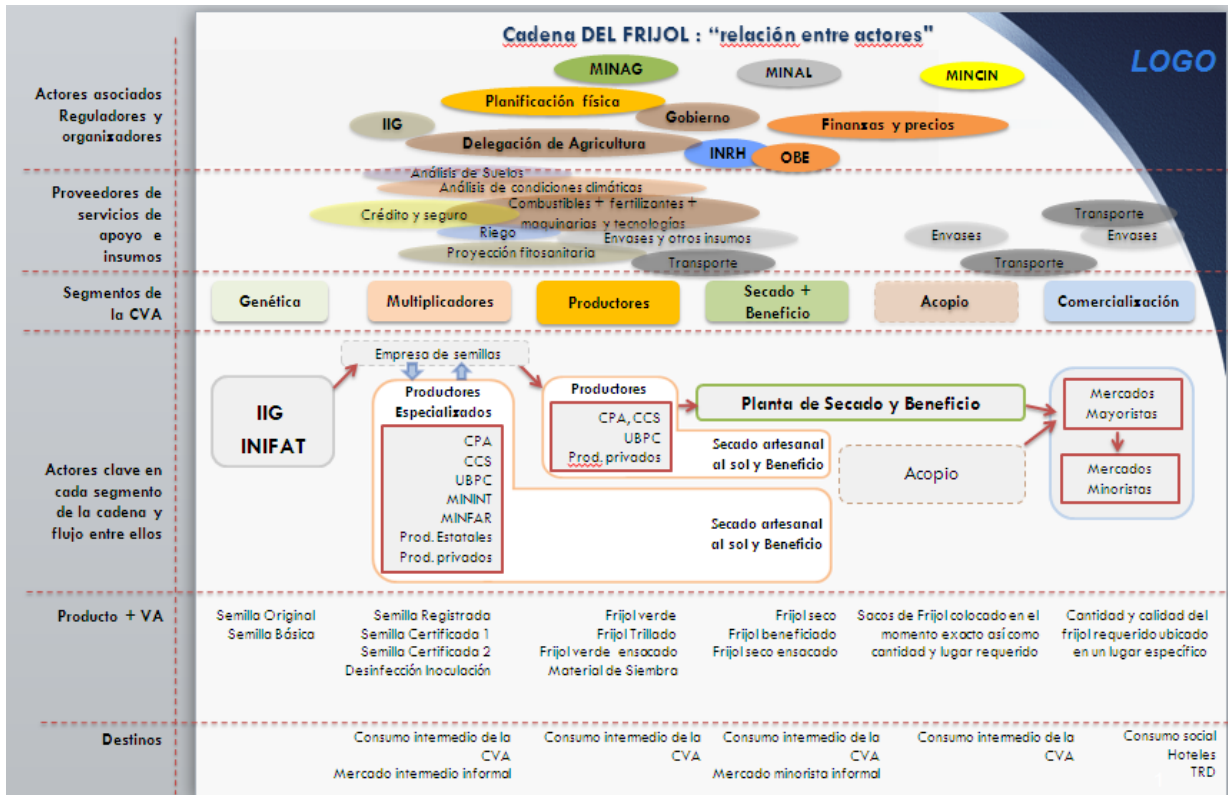 Cadena DEL FRIJOL : “relación entre actores"
LOGO
Actores asociados
Reguladores y
organizadores
MINAG
MINAL
MINCIN
Planificación física
Gobierno
IIG
Finanzas y precios
Delegación de Agricultura
INRH
OBE
Proveedores de
servicios de
apoyo e
insumos
Análisis de Suelos
Análisis de condiciones climáticas
Combustibles + fertilizantes +
maquinarias y tecnologías
Crédito y seguro
Riego
Envases y otros insumos
Proyección fitosanitaria
Transporte
Envases
Transporte
Transporte
Envases
Segmentos de
la CVA
Genética
Multiplicadores
Productores
Secado +
Beneficio
Acopio
Comercialización
Actores clave en
cada segmento
de la cadena y
flujo entre ellos
IIG
INIFAT
Empresa de semillas
Productores
Especializados
CPA
CCS
UBPC
MININT
MINFAR
Prod. Estatales
Prod. privados
Productores
CPA, CCS
UBPC
Prod. privados
Planta de Secado y Beneficio
Secado artesanal
al sol y Beneficio
Secado artesanal
al sol y Beneficio
Acopio
Mercados
Mayoristas
Mercados
Minoristas
Producto + VA
Semilla Original
Semilla Básica
Semilla Registrada
Semilla Certificada 1
Semilla Certificada 2
Desinfección Inoculación
Frijol verde
Frijol Trillado
Frijol verde ensacado
Material de Siembra
Frijol seco
Frijol beneficiado
Frijol seco ensacado
Sacos de Frijol colocado en el
momento exacto así como
cantidad y lugar requerido
Cantidad y calidad del
frijol requerido ubicado
en un lugar específico
Destinos
Consumo intermedio de la
CVA
Mercado intermedio informal
Consumo intermedio de la
CVA
Consumo intermedio de la
CVA
Mercado minorista informal
Consumo intermedio de la
CVA
Consumo social
Hoteles
TRD